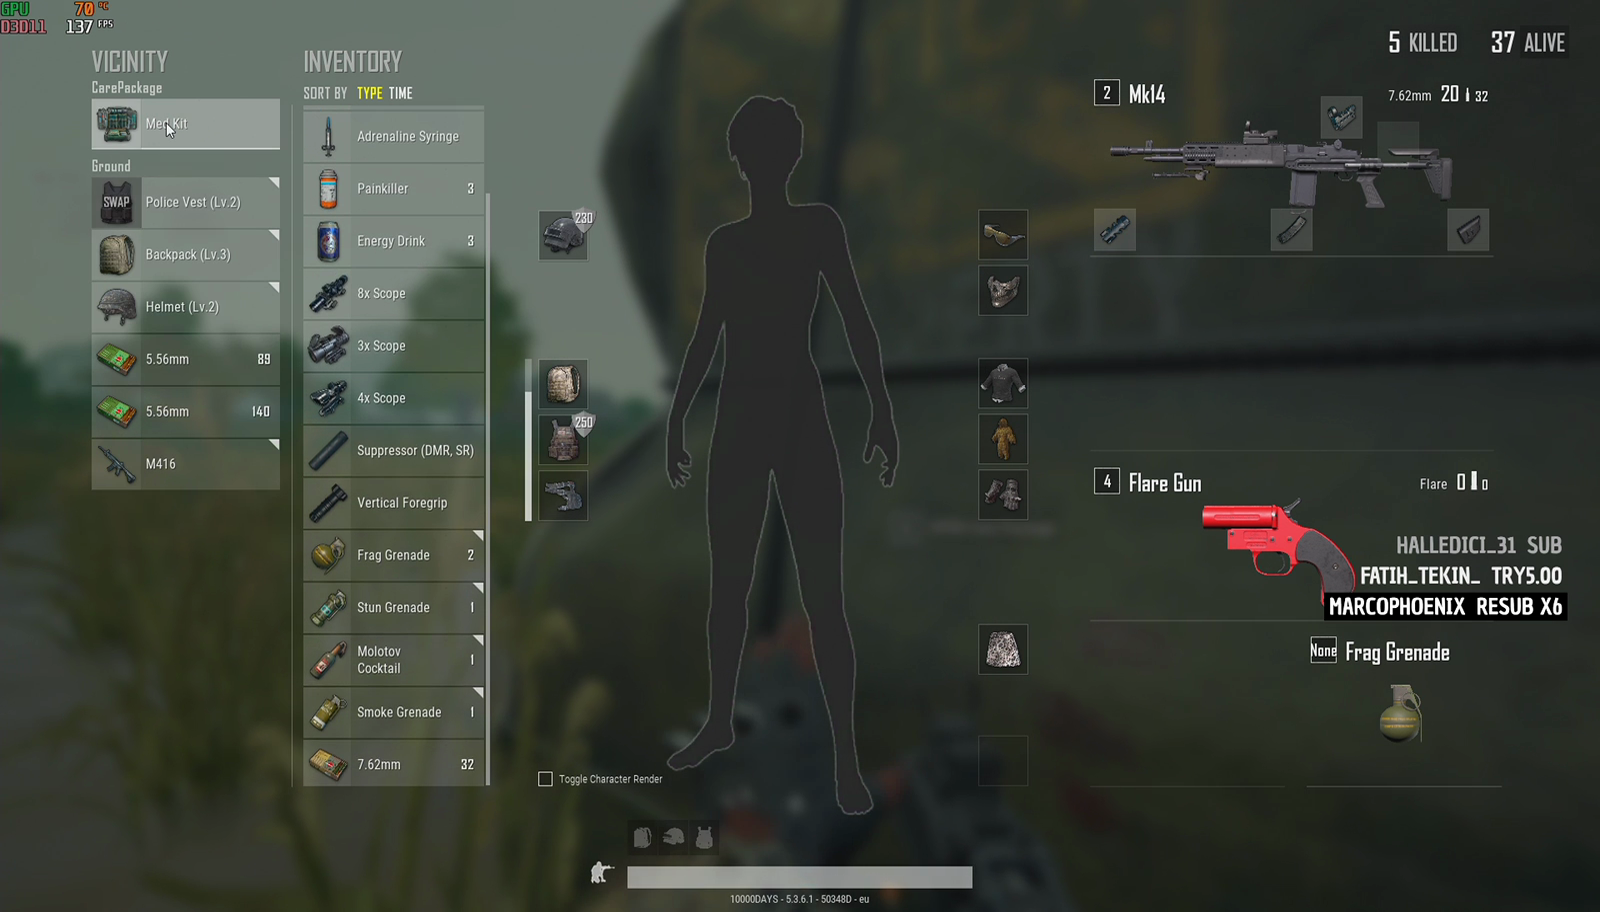 GPU 70 °C
D3D11 137 FPS
5 KILLED 37 ALIVE
VICINITY
CarePackage
Med Kit
Ground
SWAP Police Vest (Lv.2)
Backpack (Lv.3)
Helmet (Lv.2)
5.56mm 89
5.56mm 140
M416
INVENTORY
SORT BY TYPE TIME
Adrenaline Syringe
Painkiller 3
Energy Drink 3
8x Scope
3x Scope
4x Scope
Suppressor (DMR, SR)
Vertical Foregrip
Frag Grenade 2
Stun Grenade 1
Molotov
Cocktail 1
Smoke Grenade 1
7.62mm 32
230
250
Toggle Character Render
2 Mk14 7.62mm 20 32
4 Flare Gun Flare 0 0
HALLEDICI_31 SUB
FATIH_TEKIN_ TRY5.00
MARCOPHOENIX RESUB X6
None Frag Grenade
10000DAYS - 5.3.6.1 - 50348D - eu